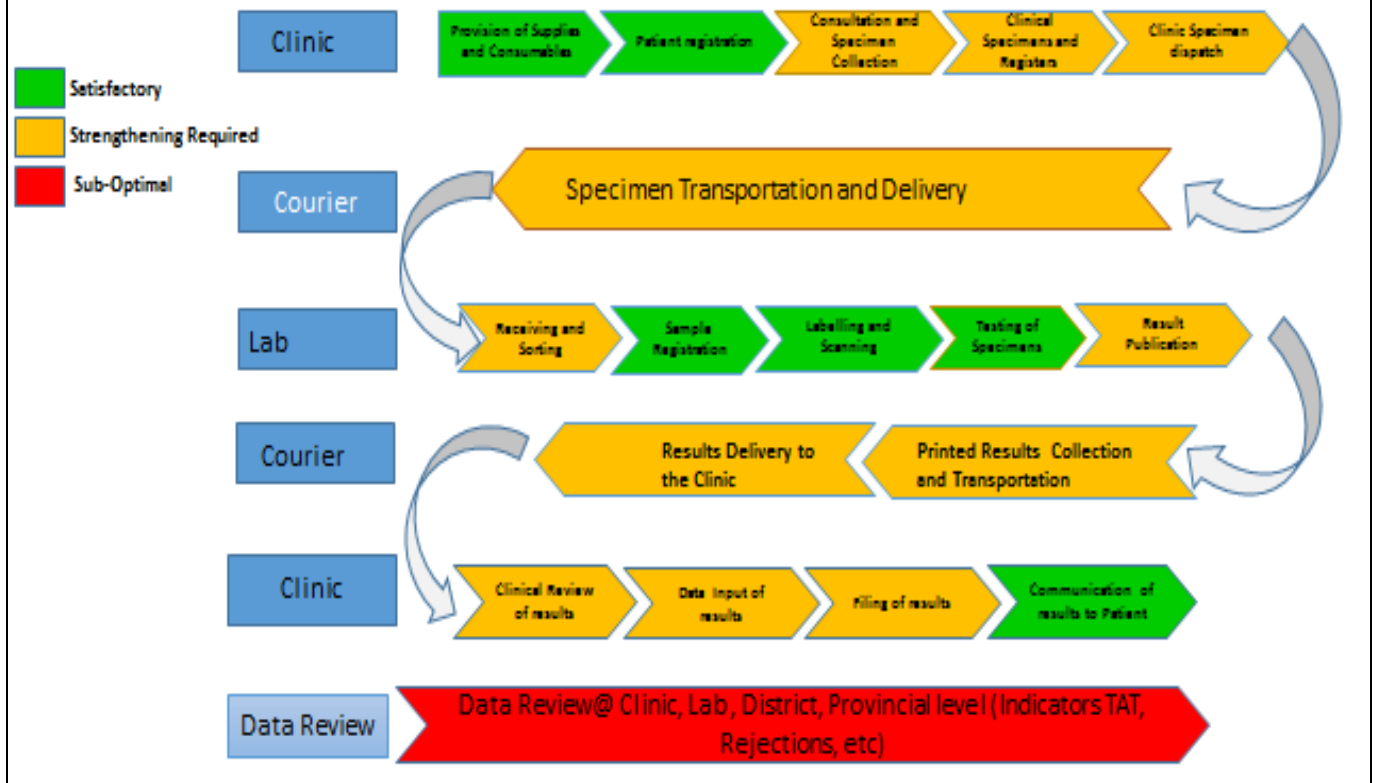 Clinic
Provision of Supplies
and Consumables
Patient registration
Consultation and
Specimen
Collection
Clinical
Specimens and
Registers
Clinic Specimen
dispatch
Satisfactory
Strengthening Required
Sub-Optimal
Courier
Specimen Transportation and Delivery
Lab
Receiving and
Sorting
Sample
Registration
Labelling and
Scanning
Testing of
Specimens
Result
Publication
Courier
Results Delivery to
the Clinic
Printed Results Collection
and Transportation
Clinic
Clinical Review
of results
Data Input of
results
Filing of results
Communication of
results to Patient
Data Review
Data Review@ Clinic, Lab, District, Provincial level (Indicators TAT,
Rejections, etc)